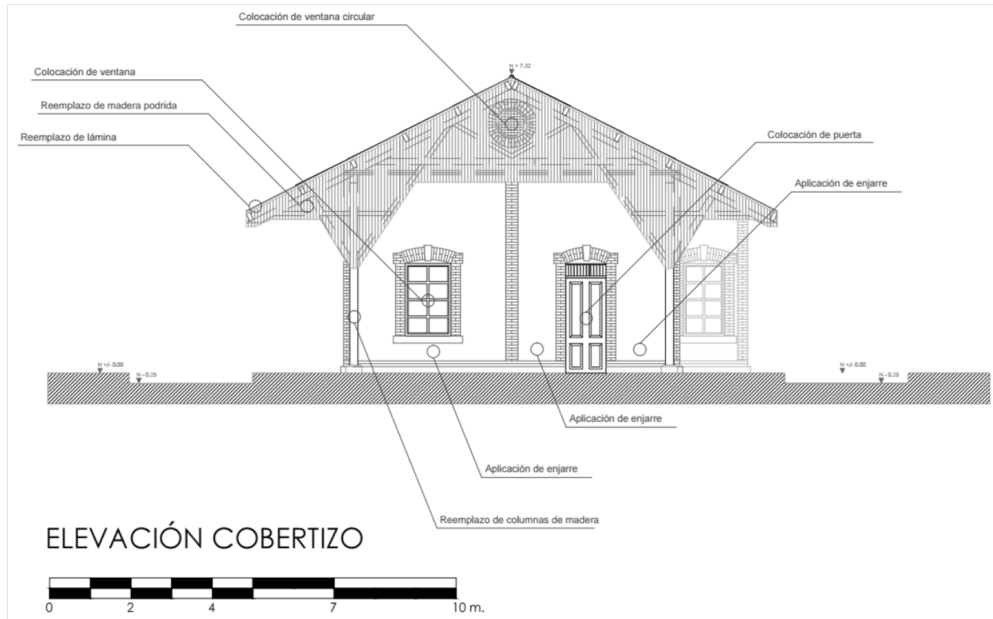 Colocación de ventana circular
N + 7.32
Colocación de ventana
Reemplazo de madera podrida
Reemplazo de lámina
Colocación de puerta
Aplicación de enjarre
N +/- 0.00
N - 0.25
N +/- 0.00
N - 0.25
Aplicación de enjarre
Aplicación de enjarre
Reemplazo de columnas de madera
ELEVACIÓN COBERTIZO
0 2 4 7 10 m.